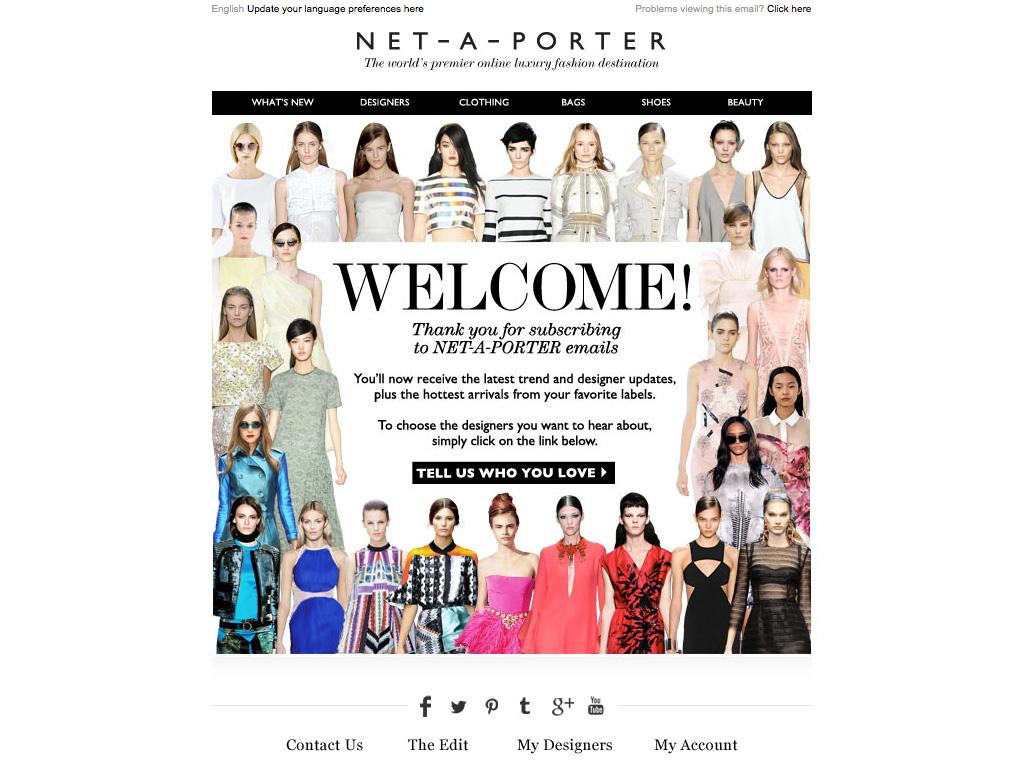 English Update your language preferences here
Problems viewing this email? Click here
NET-A-PORTER
The world's premier online luxury fashion destination
WHAT'S NEW DESIGNERS CLOTHING BAGS SHOES BEAUTY
WELCOME!
Thank you for subscribing
to NET-A-PORTER emails
You'll now receive the latest trend and designer updates,
plus the hottest arrivals from your favorite labels.
To choose the designers you want to hear about,
simply click on the link below.
TELL US WHO YOU LOVE
g+
You
Tube
Contact Us The Edit My Designers My Account